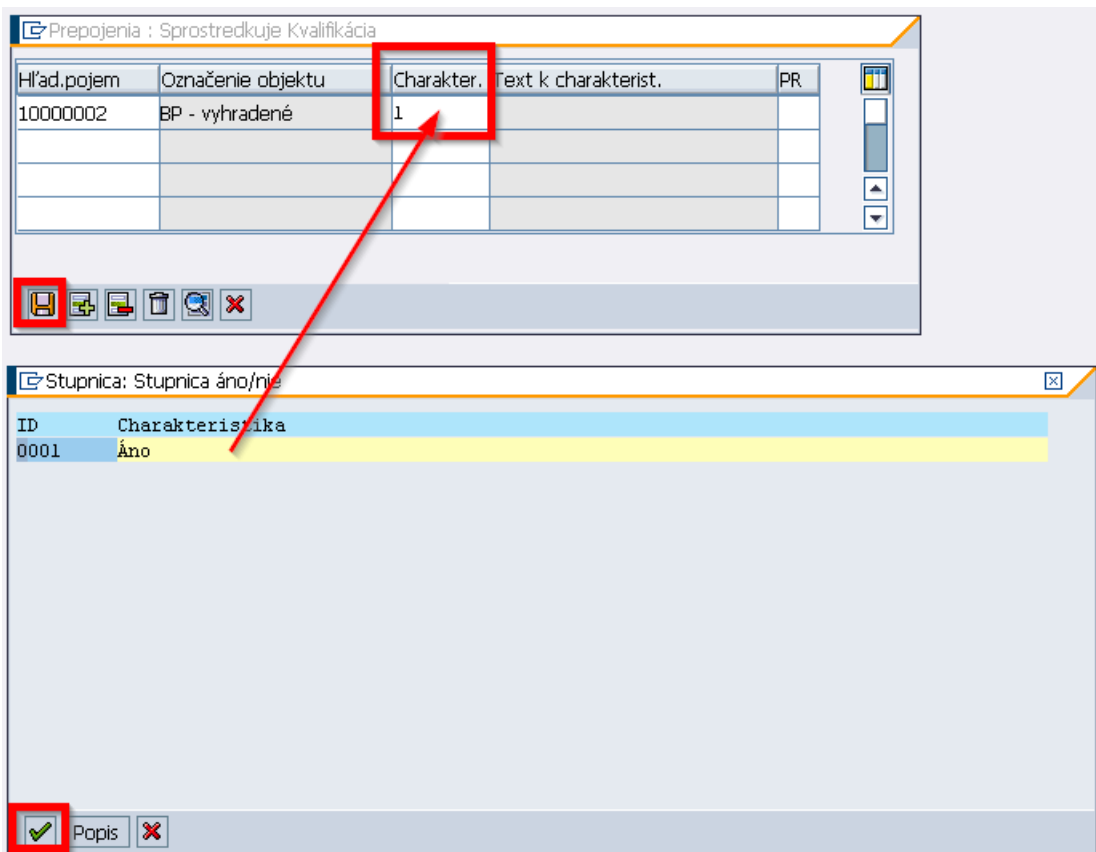 Prepojenia : Sprostredkuje Kvalifikácia
Hľad.pojem Označenie objektu Charakter. Text k charakterist. PR
10000002 BP - vyhradené 1
Stupnica: Stupnica áno/nie
ID Charakteristika
0001 Áno
Popis